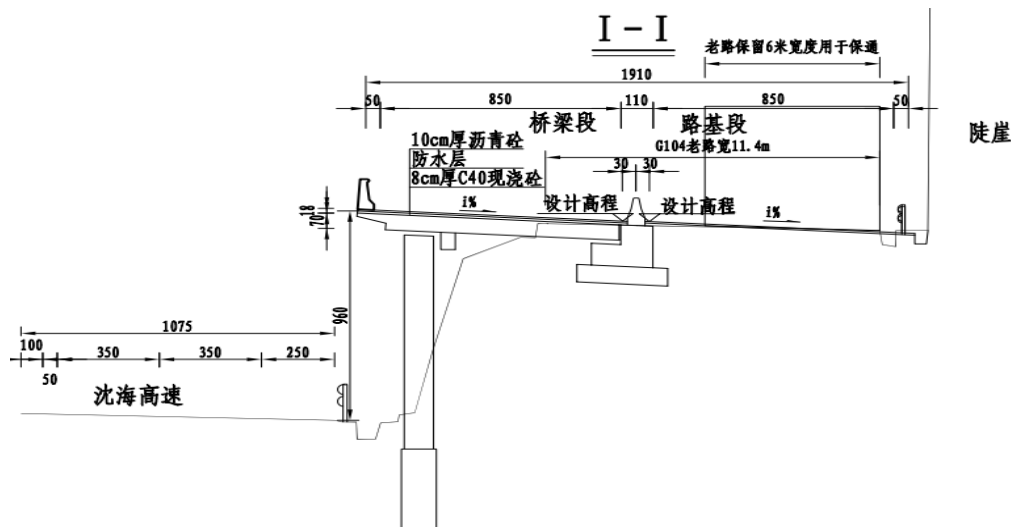 I-I
老路保留6米宽度用于保通
1910
50
850
110
850
50
桥梁段
路基段
陡崖
10cm厚沥青砼
G104老路宽11.4m
防水层
30
30
8cm厚C40现浇砼
18
70
i%
设计高程
设计高程
i%
960
1075
100
350
350
250
50
沈海高速